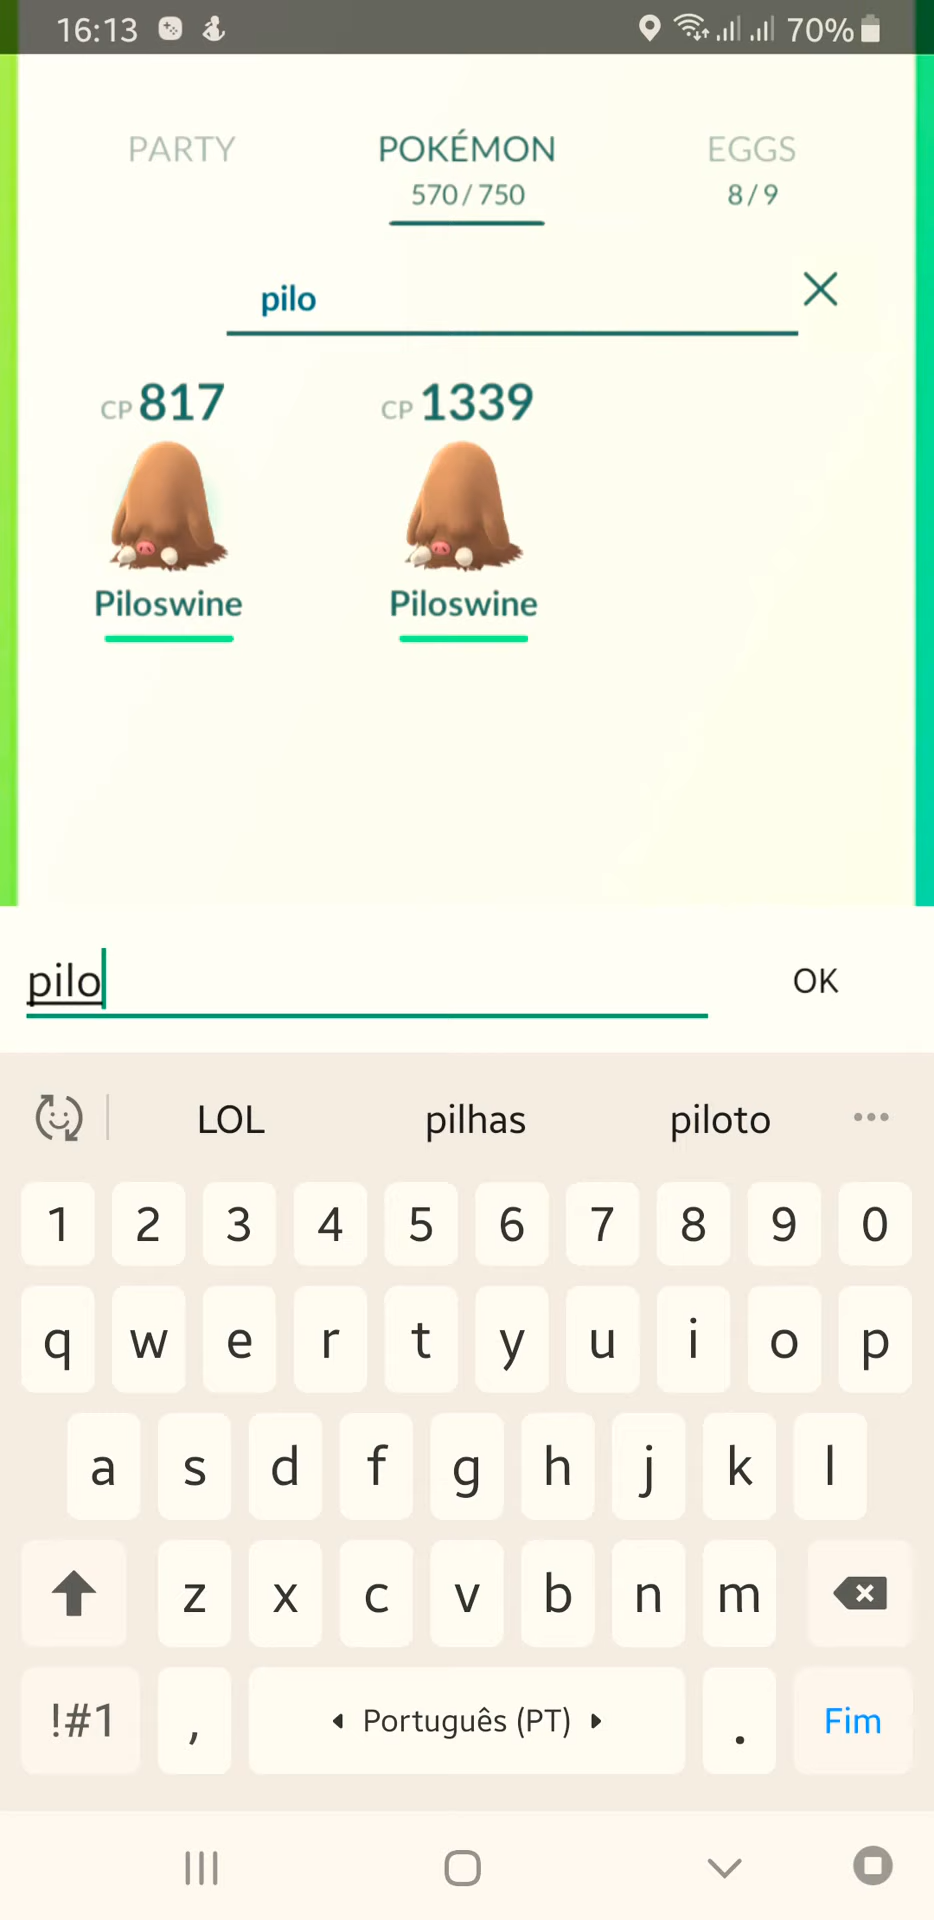 16:13 70%
PARTY POKÉMON EGGS
570 / 750 8 / 9
pilo
CP 817 CP 1339
Piloswine Piloswine
pilo OK
LOL pilhas piloto
1 2 3 4 5 6 7 8 9 0
q w e r t y u i o p
a s d f g h j k l
z x c v b n m
!#1 , Português (PT) . Fim